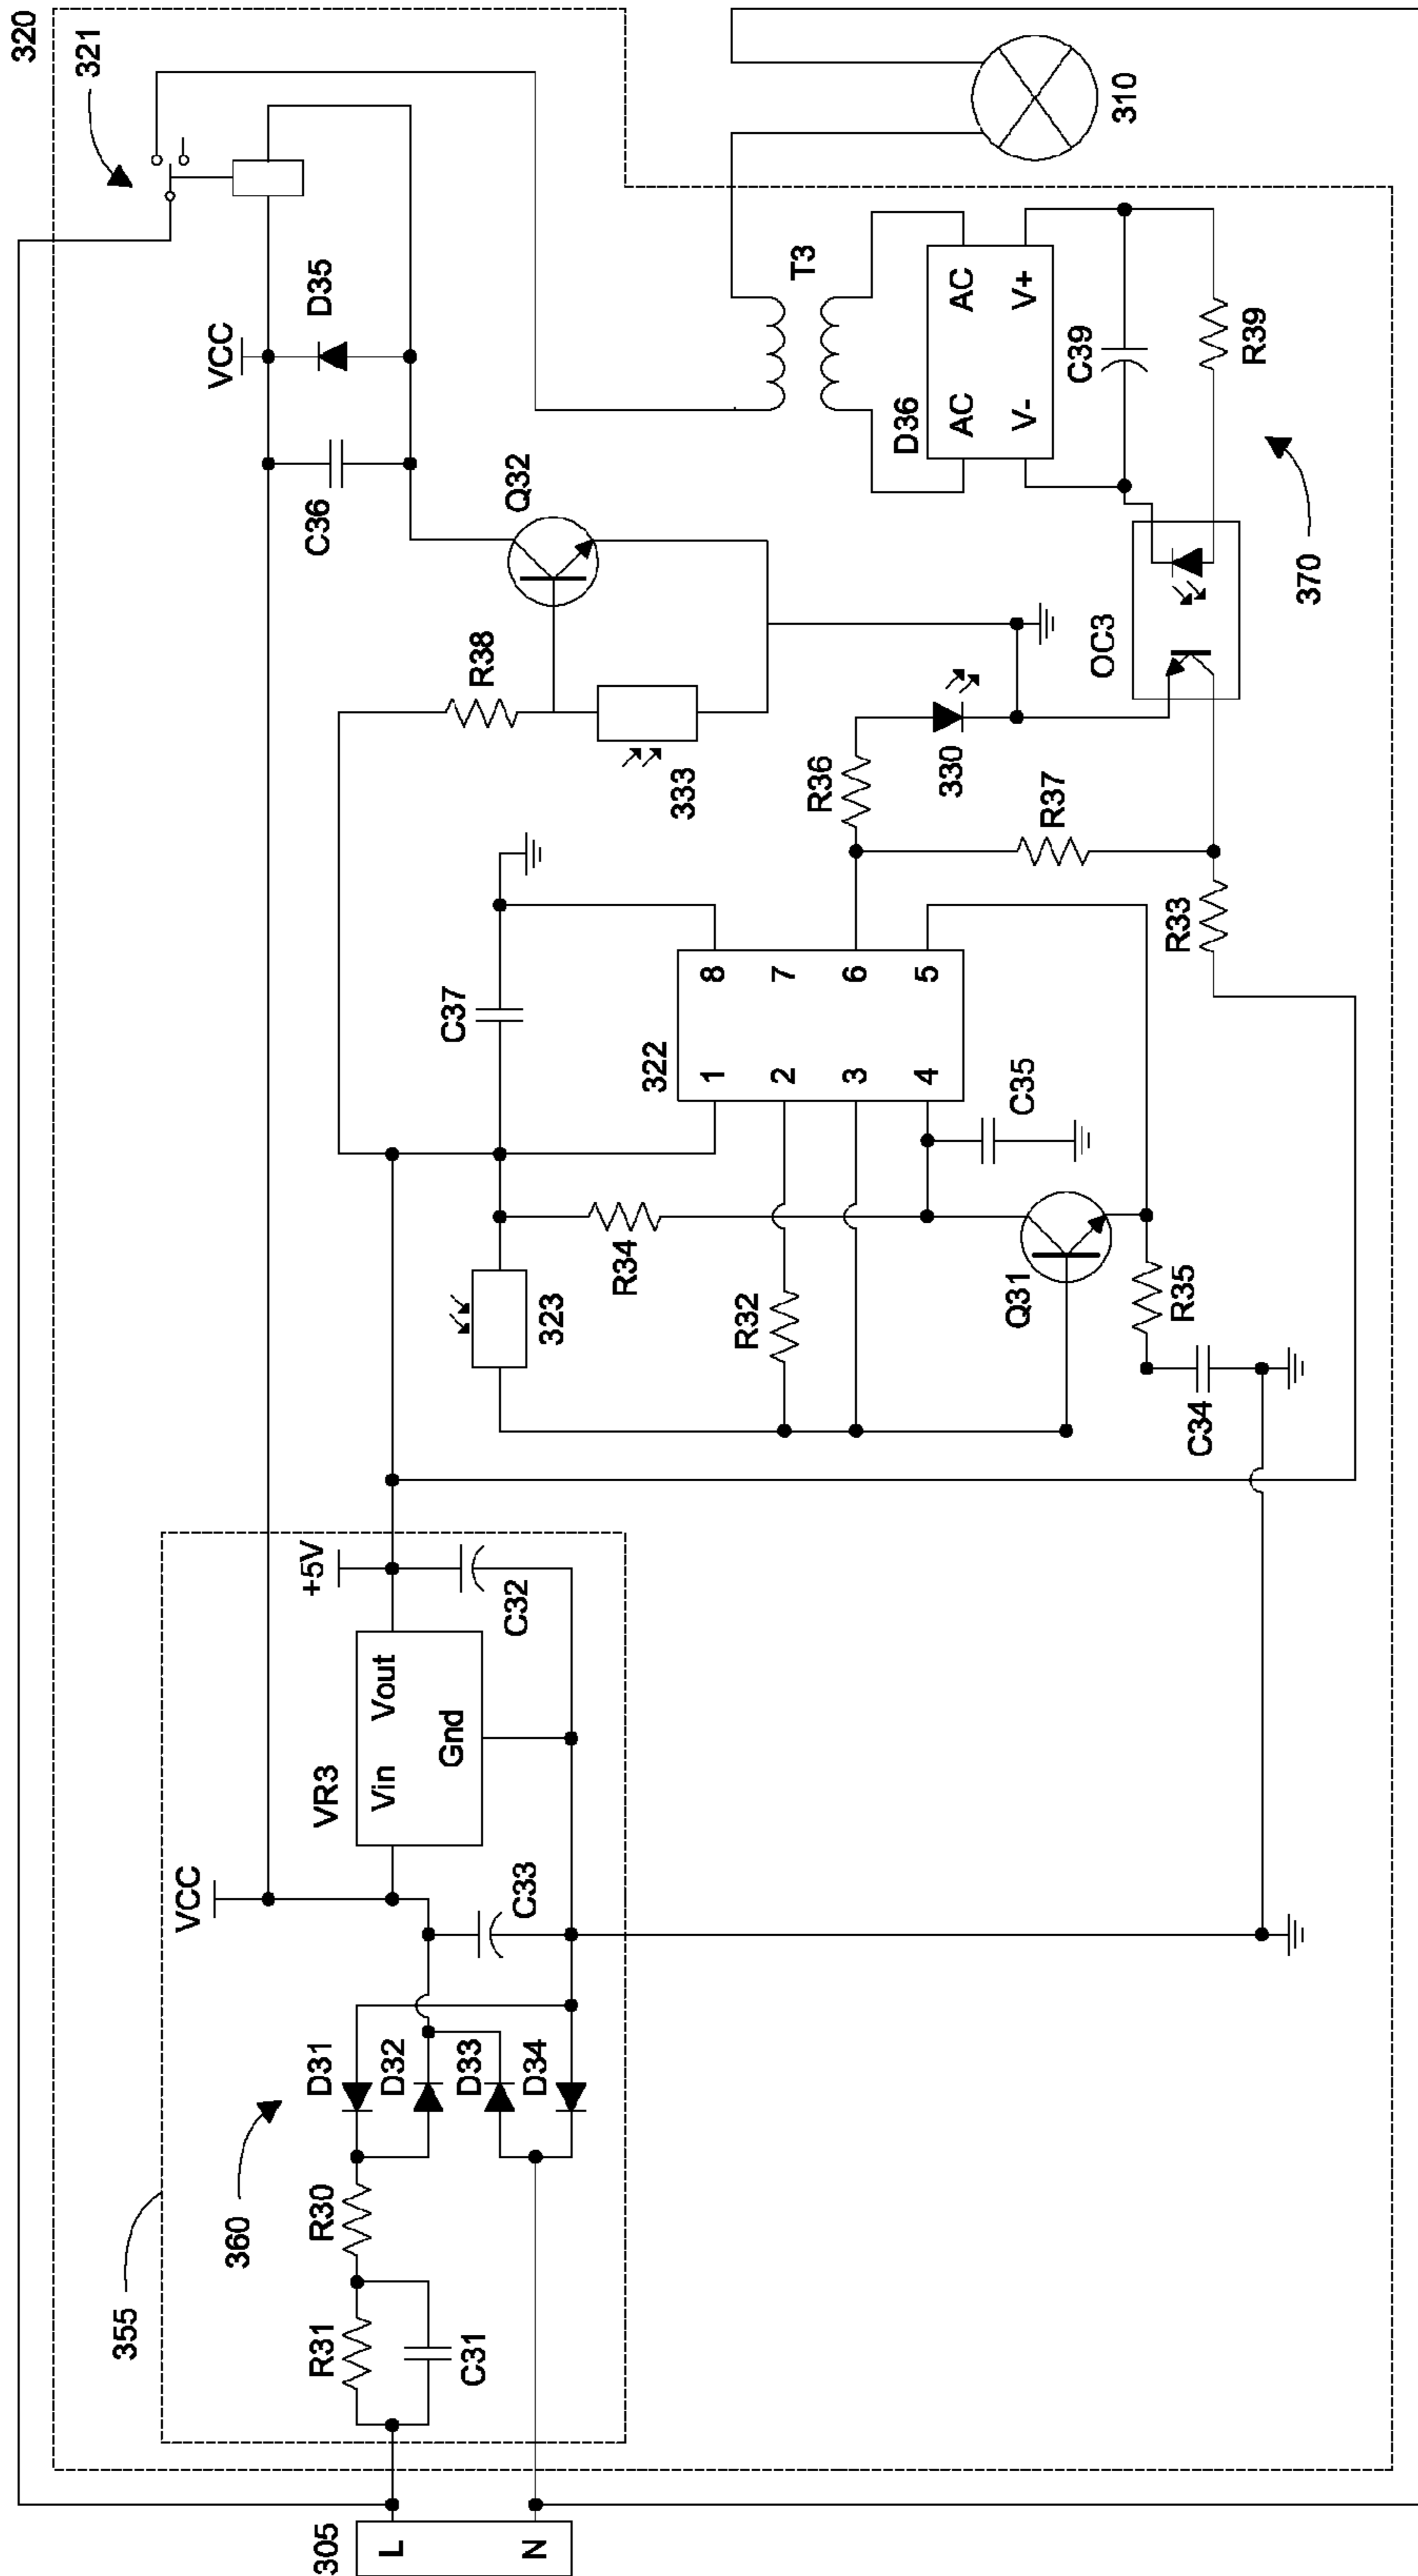 320
321
VCC
D35
C36
Q32
R38
333
T3
310
AC AC
V- V+
D36
C39
R39
370
OC3
330
R36
R37
R33
C37
322
1 8
2 7
3 6
4 5
C35
R34
323
R32
Q31
R35
C34
VCC
+5V
VR3
Vin Vout
Gnd
C32
C33
D31
D32
D33
D34
360
355
R30
R31
C31
305
L
N